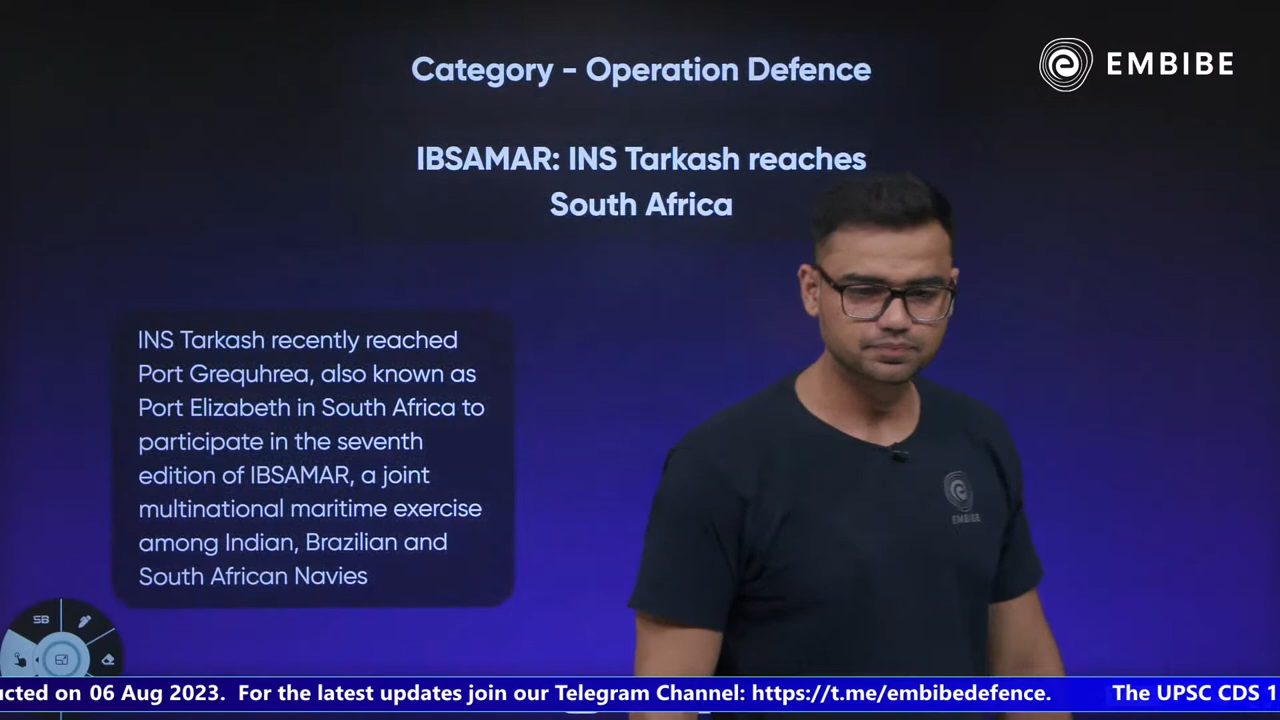 Category - Operation Defence
EMBIBE
IBSAMAR: INS Tarkash reaches
South Africa
INS Tarkash recently reached
Port Grequhrea, also known as
Port Elizabeth in South Africa to
participate in the seventh
edition of IBSAMAR, a joint
multinational maritime exercise
among Indian, Brazilian and
South African Navies
EMBIBE
SB
ucted on 06 Aug 2023. For the latest updates join our Telegram Channel: https://t.me/embibedefence. The UPSC CDS 1